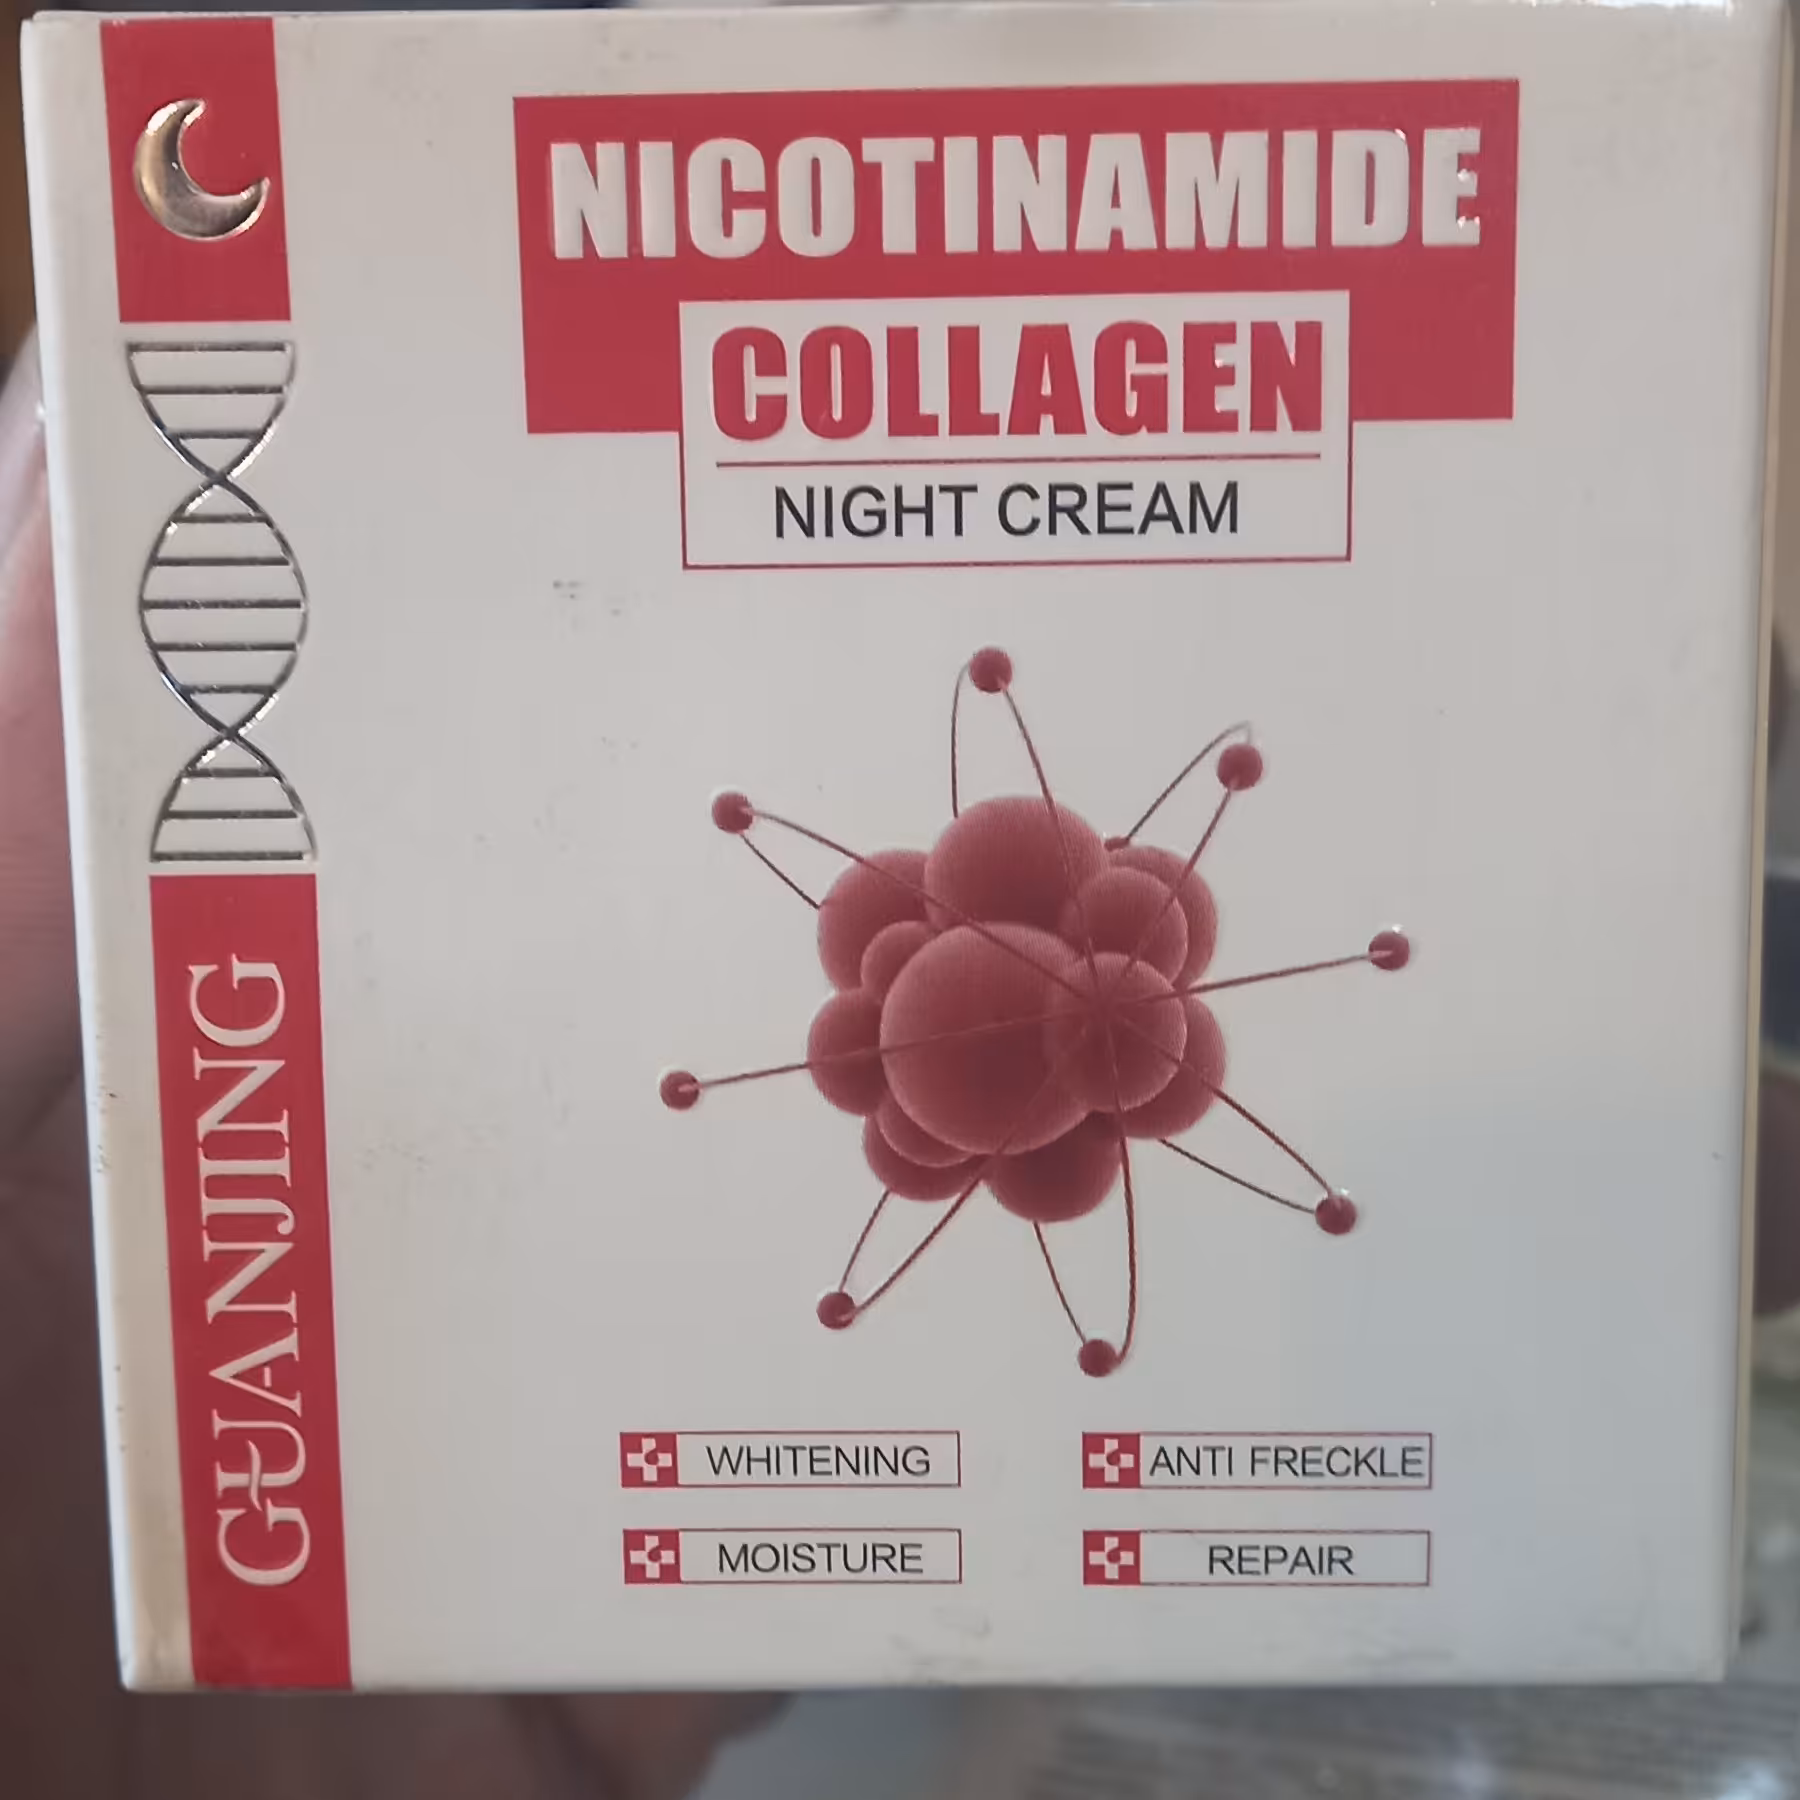 NICOTINAMIDE
COLLAGEN
NIGHT CREAM
GUANJING
WHITENING
ANTI FRECKLE
MOISTURE
REPAIR